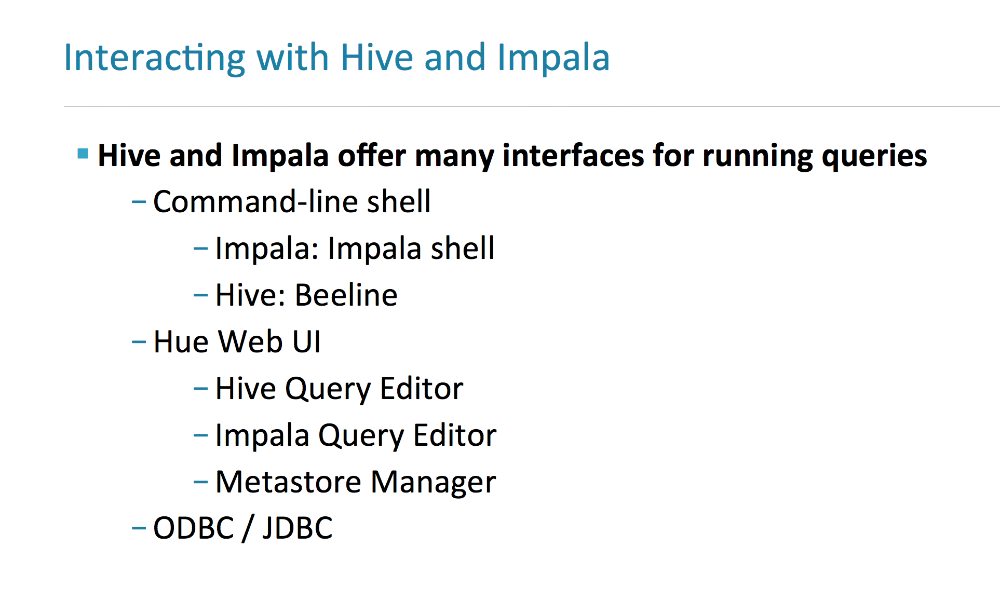 Interacting with Hive and Impala
▪ Hive and Impala offer many interfaces for running queries
– Command-line shell
– Impala: Impala shell
– Hive: Beeline
– Hue Web UI
– Hive Query Editor
– Impala Query Editor
– Metastore Manager
– ODBC / JDBC